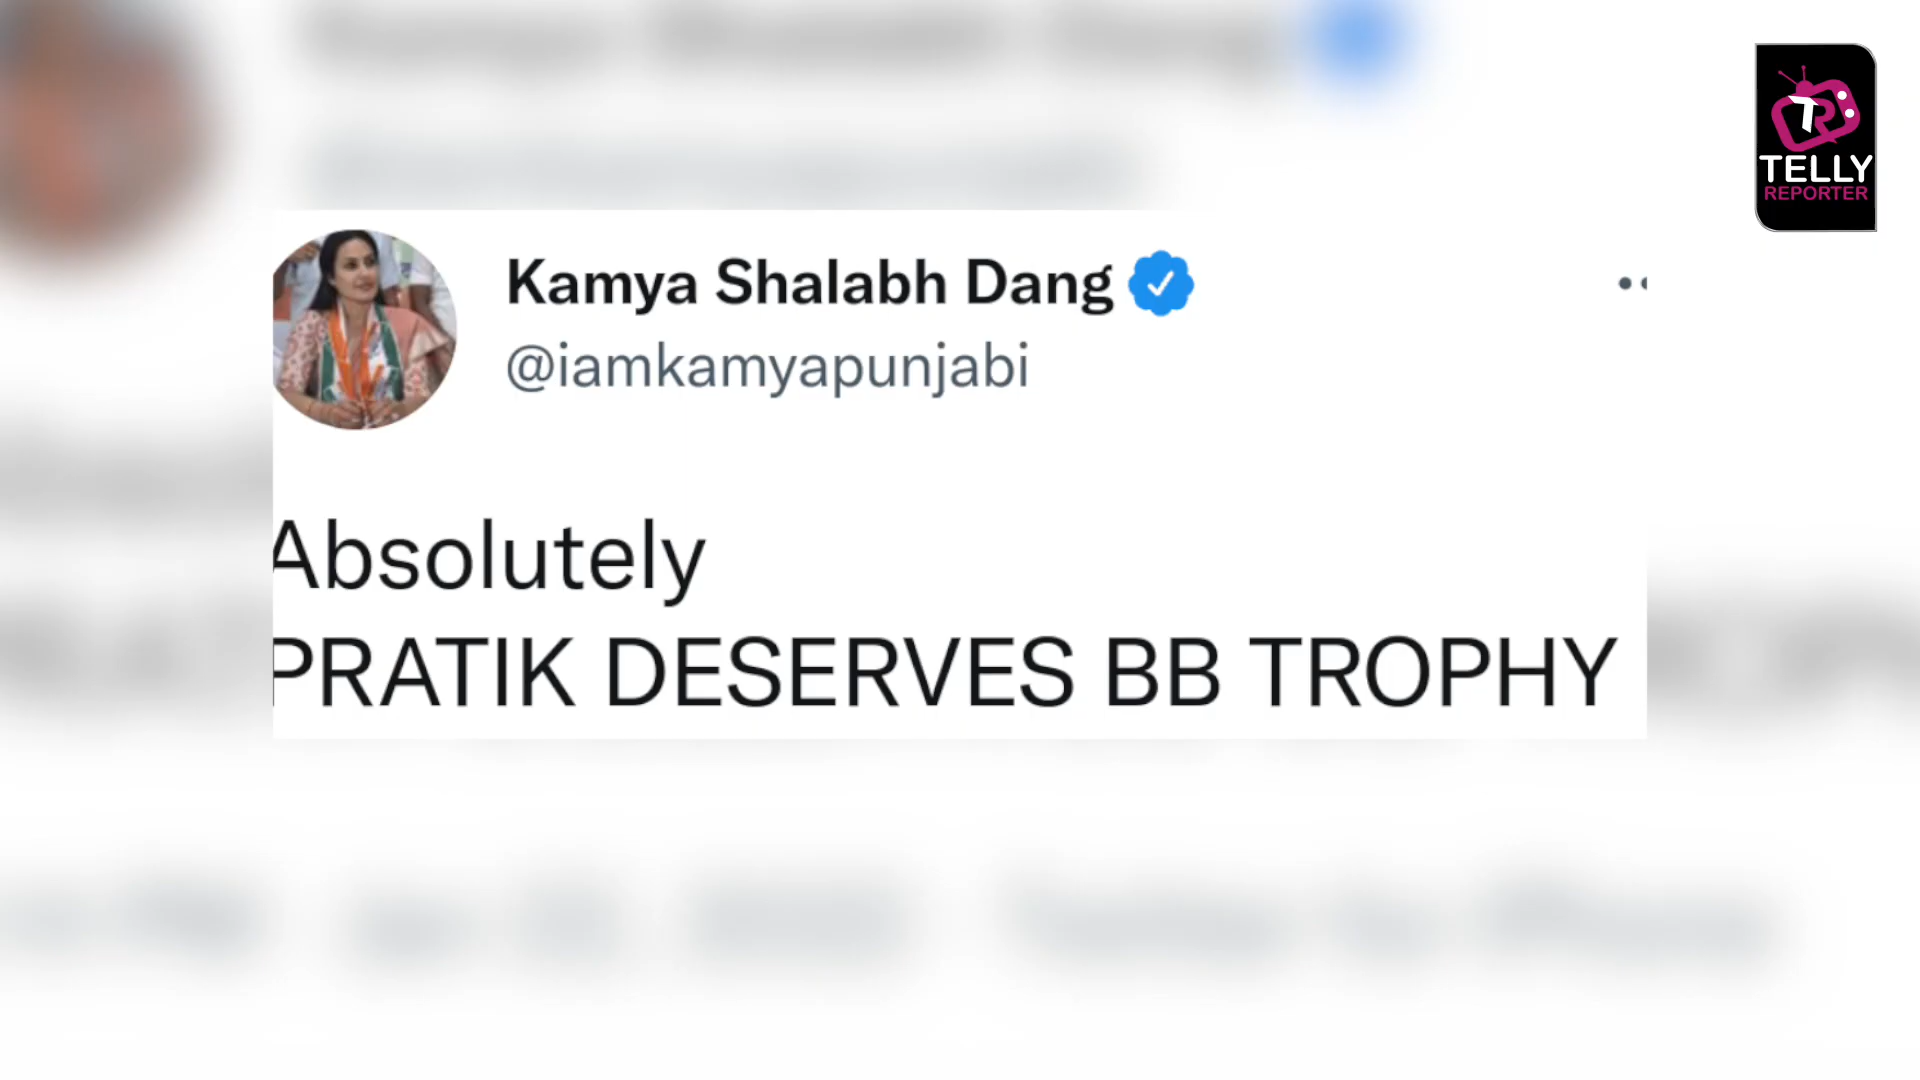 TELLY
REPORTER
Kamya Shalabh Dang
@iamkamyapunjabi
Absolutely
PRATIK DESERVES BB TROPHY